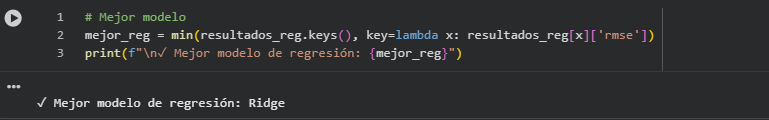 1 # Mejor modelo
2 mejor_reg = min(resultados_reg.keys(), key=lambda x: resultados_reg[x]['rmse'])
3 print(f"\n✓ Mejor modelo de regresión: {mejor_reg}")
✓ Mejor modelo de regresión: Ridge